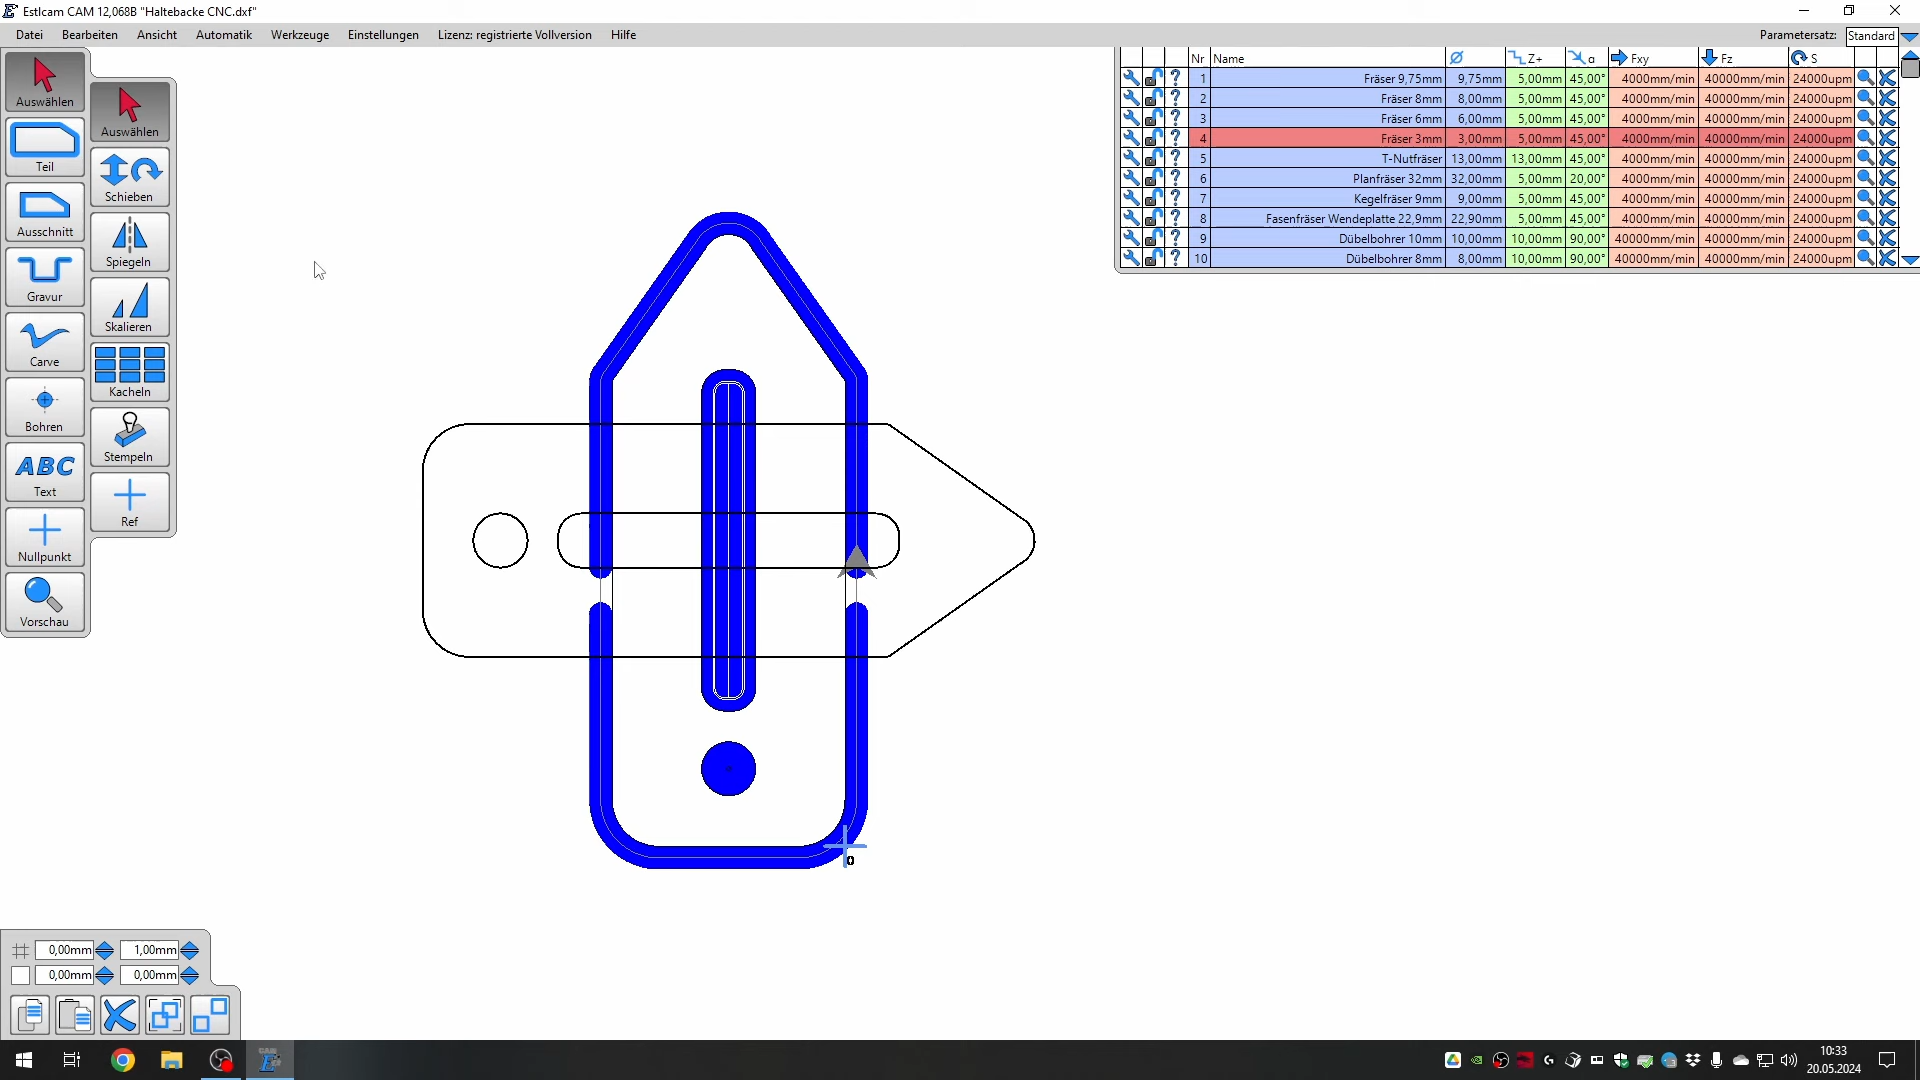 Estlcam CAM 12,068B "Haltebacke CNC.dxf"
Datei Bearbeiten Ansicht Automatik Werkzeuge Einstellungen Lizenz: registrierte Vollversion Hilfe Parametersatz: Standard
Auswählen
Teil
Ausschnitt
Gravur
Carve
Bohren
ABC
Text
Nullpunkt
Vorschau
Auswählen
Schieben
Spiegeln
Skalieren
Kacheln
Stempeln
Ref
Nr Name Ø Z+ α Fxy Fz S
1 Fräser 9,75mm 9,75mm 5,00mm 45,00° 4000mm/min 40000mm/min 24000upm
2 Fräser 8mm 8,00mm 5,00mm 45,00° 4000mm/min 40000mm/min 24000upm
3 Fräser 6mm 6,00mm 5,00mm 45,00° 4000mm/min 40000mm/min 24000upm
4 Fräser 3mm 3,00mm 5,00mm 45,00° 4000mm/min 40000mm/min 24000upm
5 T-Nutfräser 13,00mm 13,00mm 45,00° 4000mm/min 40000mm/min 24000upm
6 Planfräser 32mm 32,00mm 5,00mm 20,00° 4000mm/min 40000mm/min 24000upm
7 Kegelfräser 9mm 9,00mm 5,00mm 45,00° 4000mm/min 40000mm/min 24000upm
8 Fasenfräser Wendeplatte 22,9mm 22,90mm 5,00mm 45,00° 4000mm/min 40000mm/min 24000upm
9 Dübelbohrer 10mm 10,00mm 10,00mm 90,00° 40000mm/min 40000mm/min 24000upm
10 Dübelbohrer 8mm 8,00mm 10,00mm 90,00° 40000mm/min 40000mm/min 24000upm
0
0,00mm 1,00mm
0,00mm 0,00mm
10:33
20.05.2024